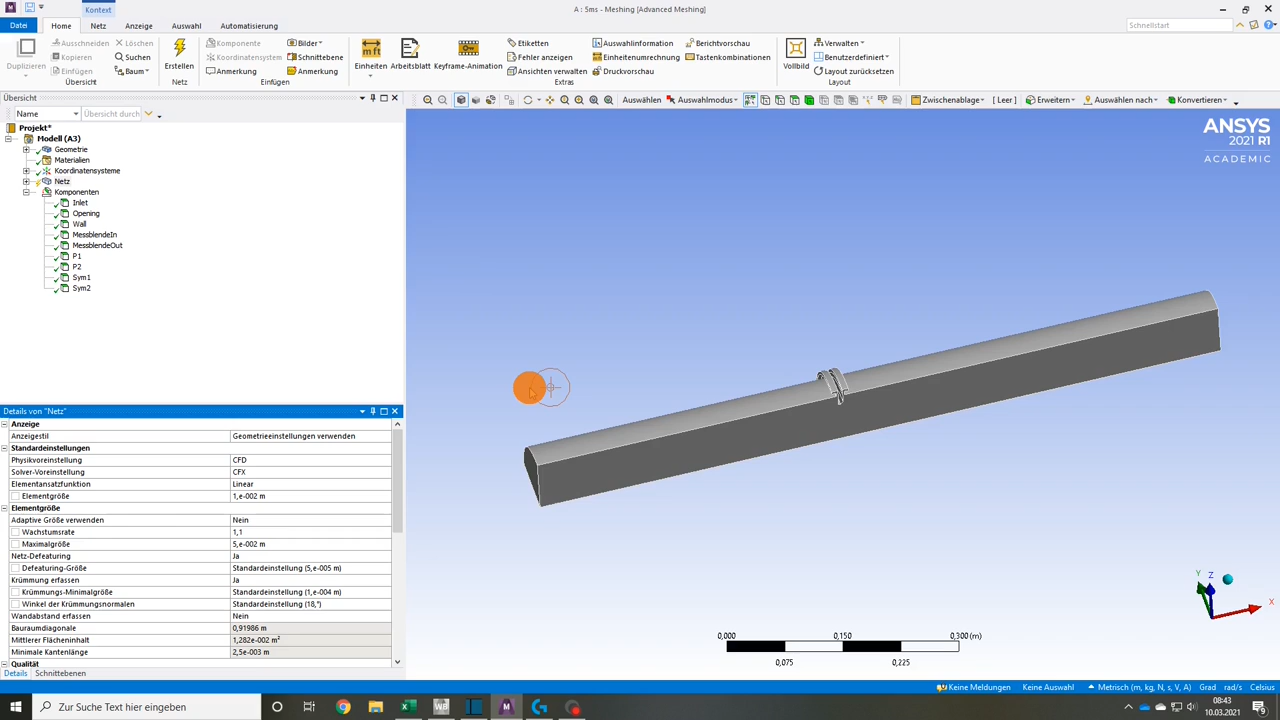 Kontext
A : 5ms - Meshing [Advanced Meshing]
Datei Home Netz Anzeige Auswahl Automatisierung Schnellstart
Duplizieren Ausschneiden Löschen
Kopieren Suchen
Einfügen Baum
Übersicht
Erstellen
Netz
Komponente Bilder
Koordinatensystem Schnittebene
Anmerkung Anmerkung
Einfügen
Einheiten Arbeitsblatt Keyframe-Animation
Etiketten Auswahlinformation Berichtvorschau
Fehler anzeigen Einheitenumrechnung Tastenkombinationen
Ansichten verwalten Druckvorschau
Extras
Vollbild Verwalten
Benutzerdefiniert
Layout zurücksetzen
Layout
Übersicht
Auswählen Auswahlmodus Zwischenablage [ Leer ] Erweitern Auswählen nach Konvertieren
Name Übersicht durch
Projekt*
Modell (A3)
Geometrie
Materialien
Koordinatensysteme
Netz
Komponenten
Inlet
Opening
Wall
MessblendeIn
MessblendeOut
P1
P2
Sym1
Sym2
ANSYS
2021 R1
ACADEMIC
Details von "Netz"
Anzeige
Anzeigestil Geometrieeinstellungen verwenden
Standardeinstellungen
Physikvoreinstellung CFD
Solver-Voreinstellung CFX
Elementansatzfunktion Linear
Elementgröße 1,e-002 m
Elementgröße
Adaptive Größe verwenden Nein
Wachstumsrate 1,1
Maximalgröße 5,e-002 m
Netz-Defeaturing Ja
Defeaturing-Größe Standardeinstellung (5,e-005 m)
Krümmung erfassen Ja
Krümmungs-Minimalgröße Standardeinstellung (1,e-004 m)
Winkel der Krümmungsnormalen Standardeinstellung (18,°)
Wandabstand erfassen Nein
Bauraumdiagonale 0,91986 m
Mittlerer Flächeninhalt 1,282e-002 m²
Minimale Kantenlänge 2,5e-003 m
Qualität
Details Schnittebenen
0,000 0,150 0,300 (m)
0,075 0,225
Y Z X
Keine Meldungen Keine Auswahl Metrisch (m, kg, N, s, V, A) Grad rad/s Celsius
Zur Suche Text hier eingeben
08:43
10.03.2021